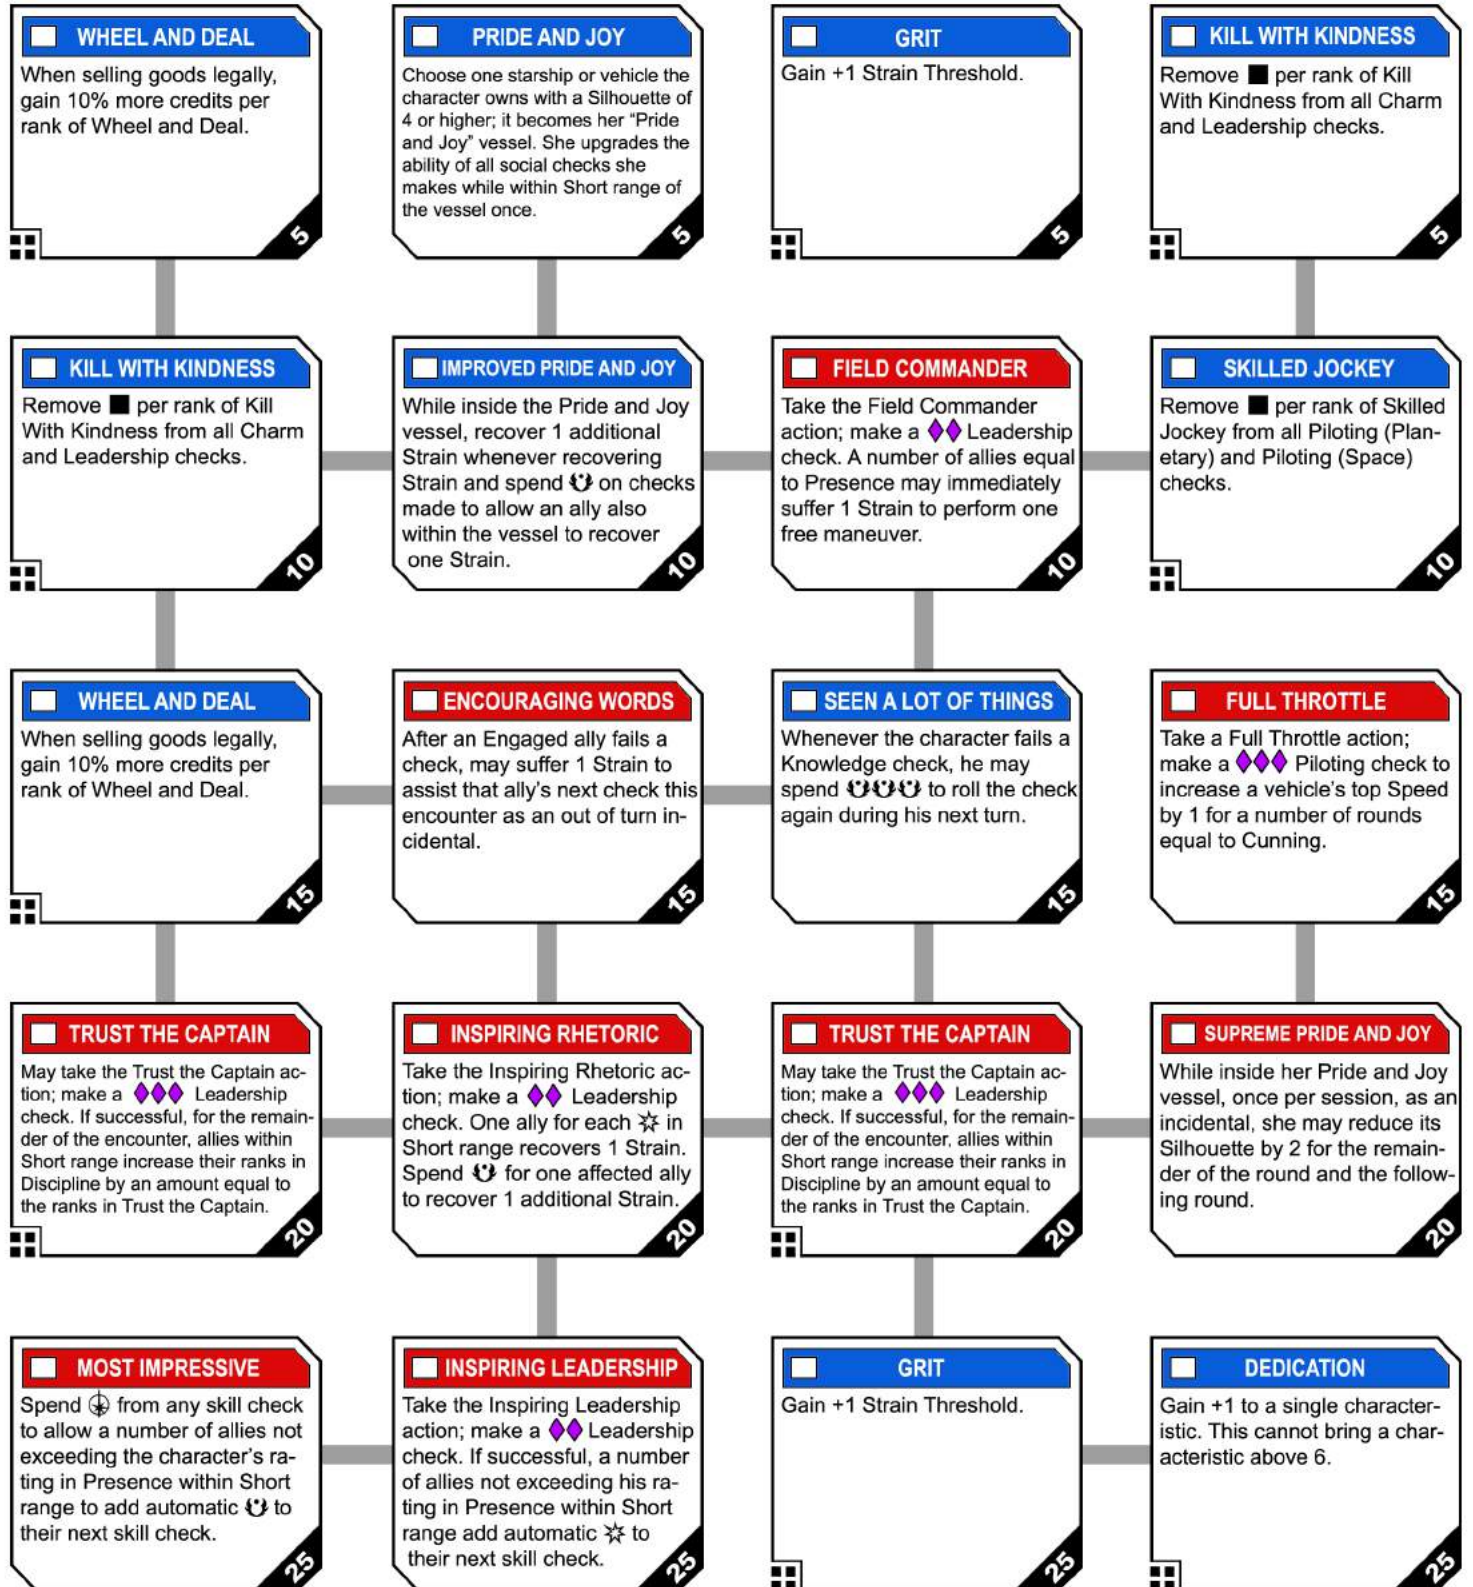 WHEEL AND DEAL
When selling goods legally,
gain 10% more credits per
rank of Wheel and Deal.
5
PRIDE AND JOY
Choose one starship or vehicle the
character owns with a Silhouette of
4 or higher; it becomes her “Pride
and Joy” vessel. She upgrades the
ability of all social checks she
makes while within Short range of
the vessel once.
5
GRIT
Gain +1 Strain Threshold.
5
KILL WITH KINDNESS
Remove ■ per rank of Kill
With Kindness from all Charm
and Leadership checks.
5
KILL WITH KINDNESS
Remove ■ per rank of Kill
With Kindness from all Charm
and Leadership checks.
10
IMPROVED PRIDE AND JOY
While inside the Pride and Joy
vessel, recover 1 additional
Strain whenever recovering
Strain and spend on checks
made to allow an ally also
within the vessel to recover
one Strain.
10
FIELD COMMANDER
Take the Field Commander
action; make a ♦♦ Leadership
check. A number of allies equal
to Presence may immediately
suffer 1 Strain to perform one
free maneuver.
10
SKILLED JOCKEY
Remove ■ per rank of Skilled
Jockey from all Piloting (Plan-
etary) and Piloting (Space)
checks.
10
WHEEL AND DEAL
When selling goods legally,
gain 10% more credits per
rank of Wheel and Deal.
15
ENCOURAGING WORDS
After an Engaged ally fails a
check, may suffer 1 Strain to
assist that ally’s next check this
encounter as an out of turn in-
cidental.
15
SEEN A LOT OF THINGS
Whenever the character fails a
Knowledge check, he may
spend to roll the check
again during his next turn.
15
FULL THROTTLE
Take a Full Throttle action;
make a ♦♦♦ Piloting check to
increase a vehicle’s top Speed
by 1 for a number of rounds
equal to Cunning.
15
TRUST THE CAPTAIN
May take the Trust the Captain ac-
tion; make a ♦♦♦ Leadership
check. If successful, for the remain-
der of the encounter, allies within
Short range increase their ranks in
Discipline by an amount equal to
the ranks in Trust the Captain.
20
INSPIRING RHETORIC
Take the Inspiring Rhetoric ac-
tion; make a ♦♦ Leadership
check. One ally for each in
Short range recovers 1 Strain.
Spend for one affected ally
to recover 1 additional Strain.
20
TRUST THE CAPTAIN
May take the Trust the Captain ac-
tion; make a ♦♦♦ Leadership
check. If successful, for the remain-
der of the encounter, allies within
Short range increase their ranks in
Discipline by an amount equal to
the ranks in Trust the Captain.
20
SUPREME PRIDE AND JOY
While inside her Pride and Joy
vessel, once per session, as an
incidental, she may reduce its
Silhouette by 2 for the remain-
der of the round and the follow-
ing round.
20
MOST IMPRESSIVE
Spend from any skill check
to allow a number of allies not
exceeding the character’s ra-
ting in Presence within Short
range to add automatic to
their next skill check.
25
INSPIRING LEADERSHIP
Take the Inspiring Leadership
action; make a ♦♦ Leadership
check. If successful, a number
of allies not exceeding his ra-
ting in Presence within Short
range add automatic to
their next skill check.
25
GRIT
Gain +1 Strain Threshold.
25
DEDICATION
Gain +1 to a single character-
istic. This cannot bring a char-
acteristic above 6.
25